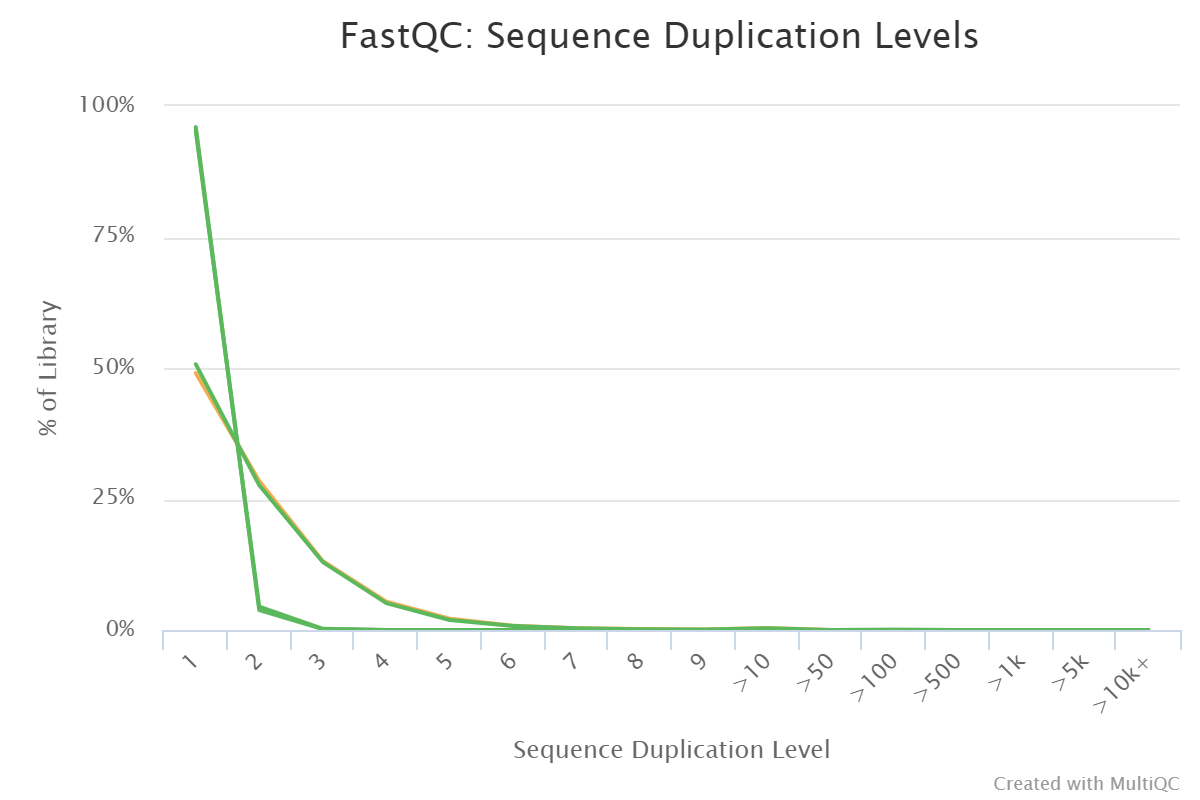 FastQC: Sequence Duplication Levels
100%
75%
50%
25%
0%
% of Library
1 2 3 4 5 6 7 8 9 >10 >50 >100 >500 >1k >5k >10k+
Sequence Duplication Level
Created with MultiQC